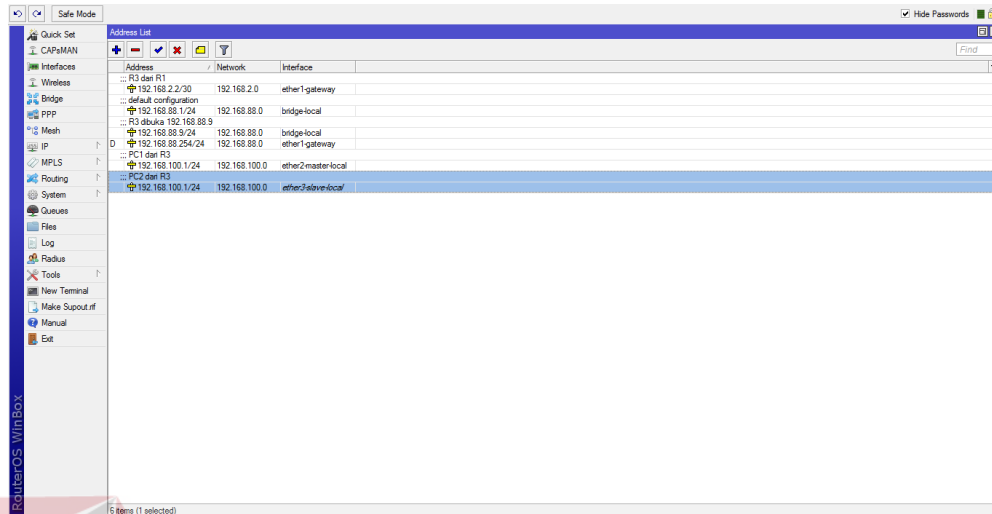 Safe Mode
Hide Passwords
Quick Set
CAPsMAN
Interfaces
Wireless
Bridge
PPP
Mesh
IP
MPLS
Routing
System
Queues
Files
Log
Radius
Tools
New Terminal
Make Supout.rif
Manual
Exit
RouterOS WinBox
Address List
Find
Address Network Interface
;;; R3 dari R1
192.168.2.2/30 192.168.2.0 ether1-gateway
;;; default configuration
192.168.88.1/24 192.168.88.0 bridge-local
;;; R3 dibuka 192.168.88.9
192.168.88.9/24 192.168.88.0 bridge-local
D 192.168.88.254/24 192.168.88.0 ether1-gateway
;;; PC1 dari R3
192.168.100.1/24 192.168.100.0 ether2-master-local
;;; PC2 dari R3
192.168.100.1/24 192.168.100.0 ether3-slave-local
6 items (1 selected)